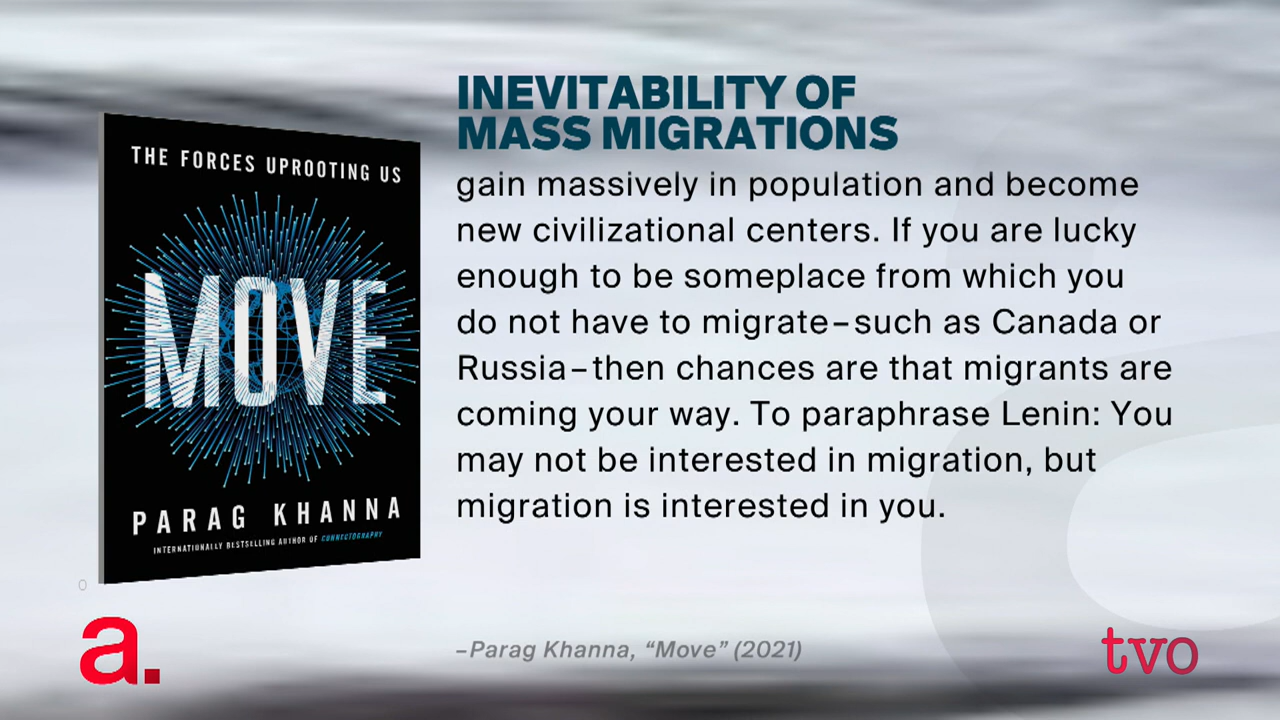 THE FORCES UPROOTING US
MOVE
PARAG KHANNA
INTERNATIONALLY BESTSELLING AUTHOR OF CONNECTOGRAPHY
INEVITABILITY OF
MASS MIGRATIONS
gain massively in population and become
new civilizational centers. If you are lucky
enough to be someplace from which you
do not have to migrate–such as Canada or
Russia–then chances are that migrants are
coming your way. To paraphrase Lenin: You
may not be interested in migration, but
migration is interested in you.
–Parag Khanna, “Move” (2021)
a.
tvo